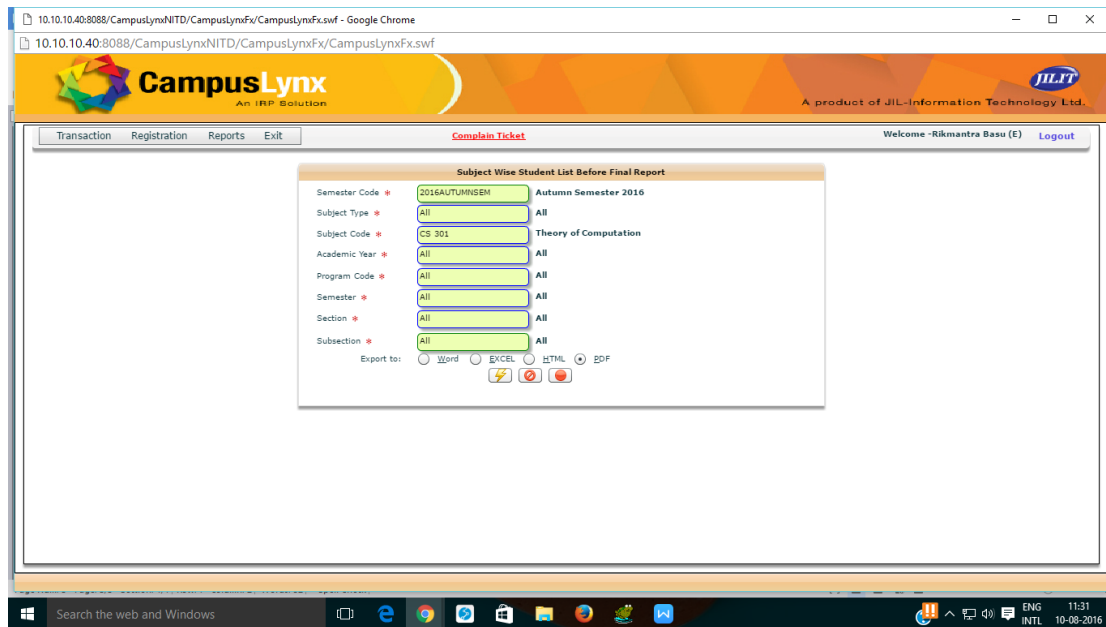 10.10.10.40:8088/CampusLynxNITD/CampusLynxFx/CampusLynxFx.swf - Google Chrome
10.10.10.40:8088/CampusLynxNITD/CampusLynxFx/CampusLynxFx.swf
CampusLynx
An IRP Solution
JILIT
A product of JIL-Information Technology Ltd.
Transaction Registration Reports Exit Complain Ticket Welcome -Rikmantra Basu (E) Logout
Subject Wise Student List Before Final Report
Semester Code * 2016AUTUMNSEM Autumn Semester 2016
Subject Type * All All
Subject Code * CS 301 Theory of Computation
Academic Year * All All
Program Code * All All
Semester * All All
Section * All All
Subsection * All All
Export to: Word EXCEL HTML PDF
Search the web and Windows
ENG 11:31
INTL 10-08-2016